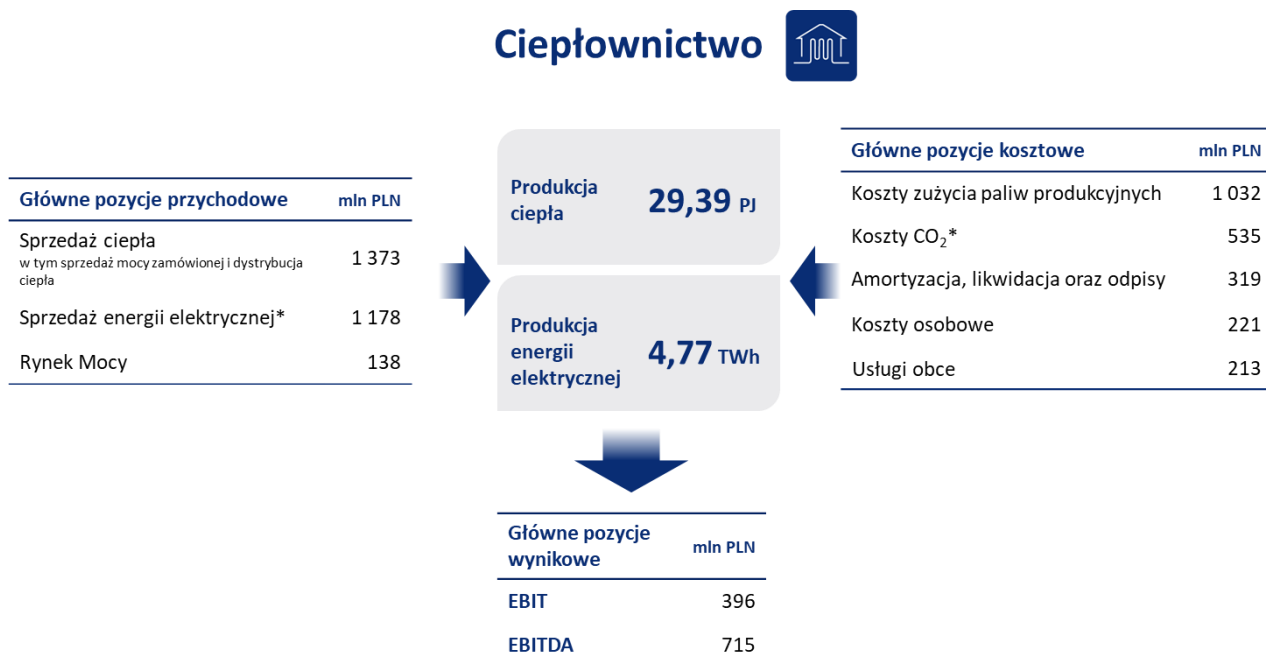 Ciepłownictwo
Główne pozycje przychodowe mln PLN
Sprzedaż ciepła
w tym sprzedaż mocy zamówionej i dystrybucja
ciepła
1 373
Sprzedaż energii elektrycznej* 1 178
Rynek Mocy 138
Produkcja
ciepła
29,39 PJ
Produkcja
energii
elektrycznej
4,77 TWh
Główne pozycje kosztowe mln PLN
Koszty zużycia paliw produkcyjnych 1 032
Koszty CO₂* 535
Amortyzacja, likwidacja oraz odpisy 319
Koszty osobowe 221
Usługi obce 213
Główne pozycje
wynikowe
mln PLN
EBIT 396
EBITDA 715